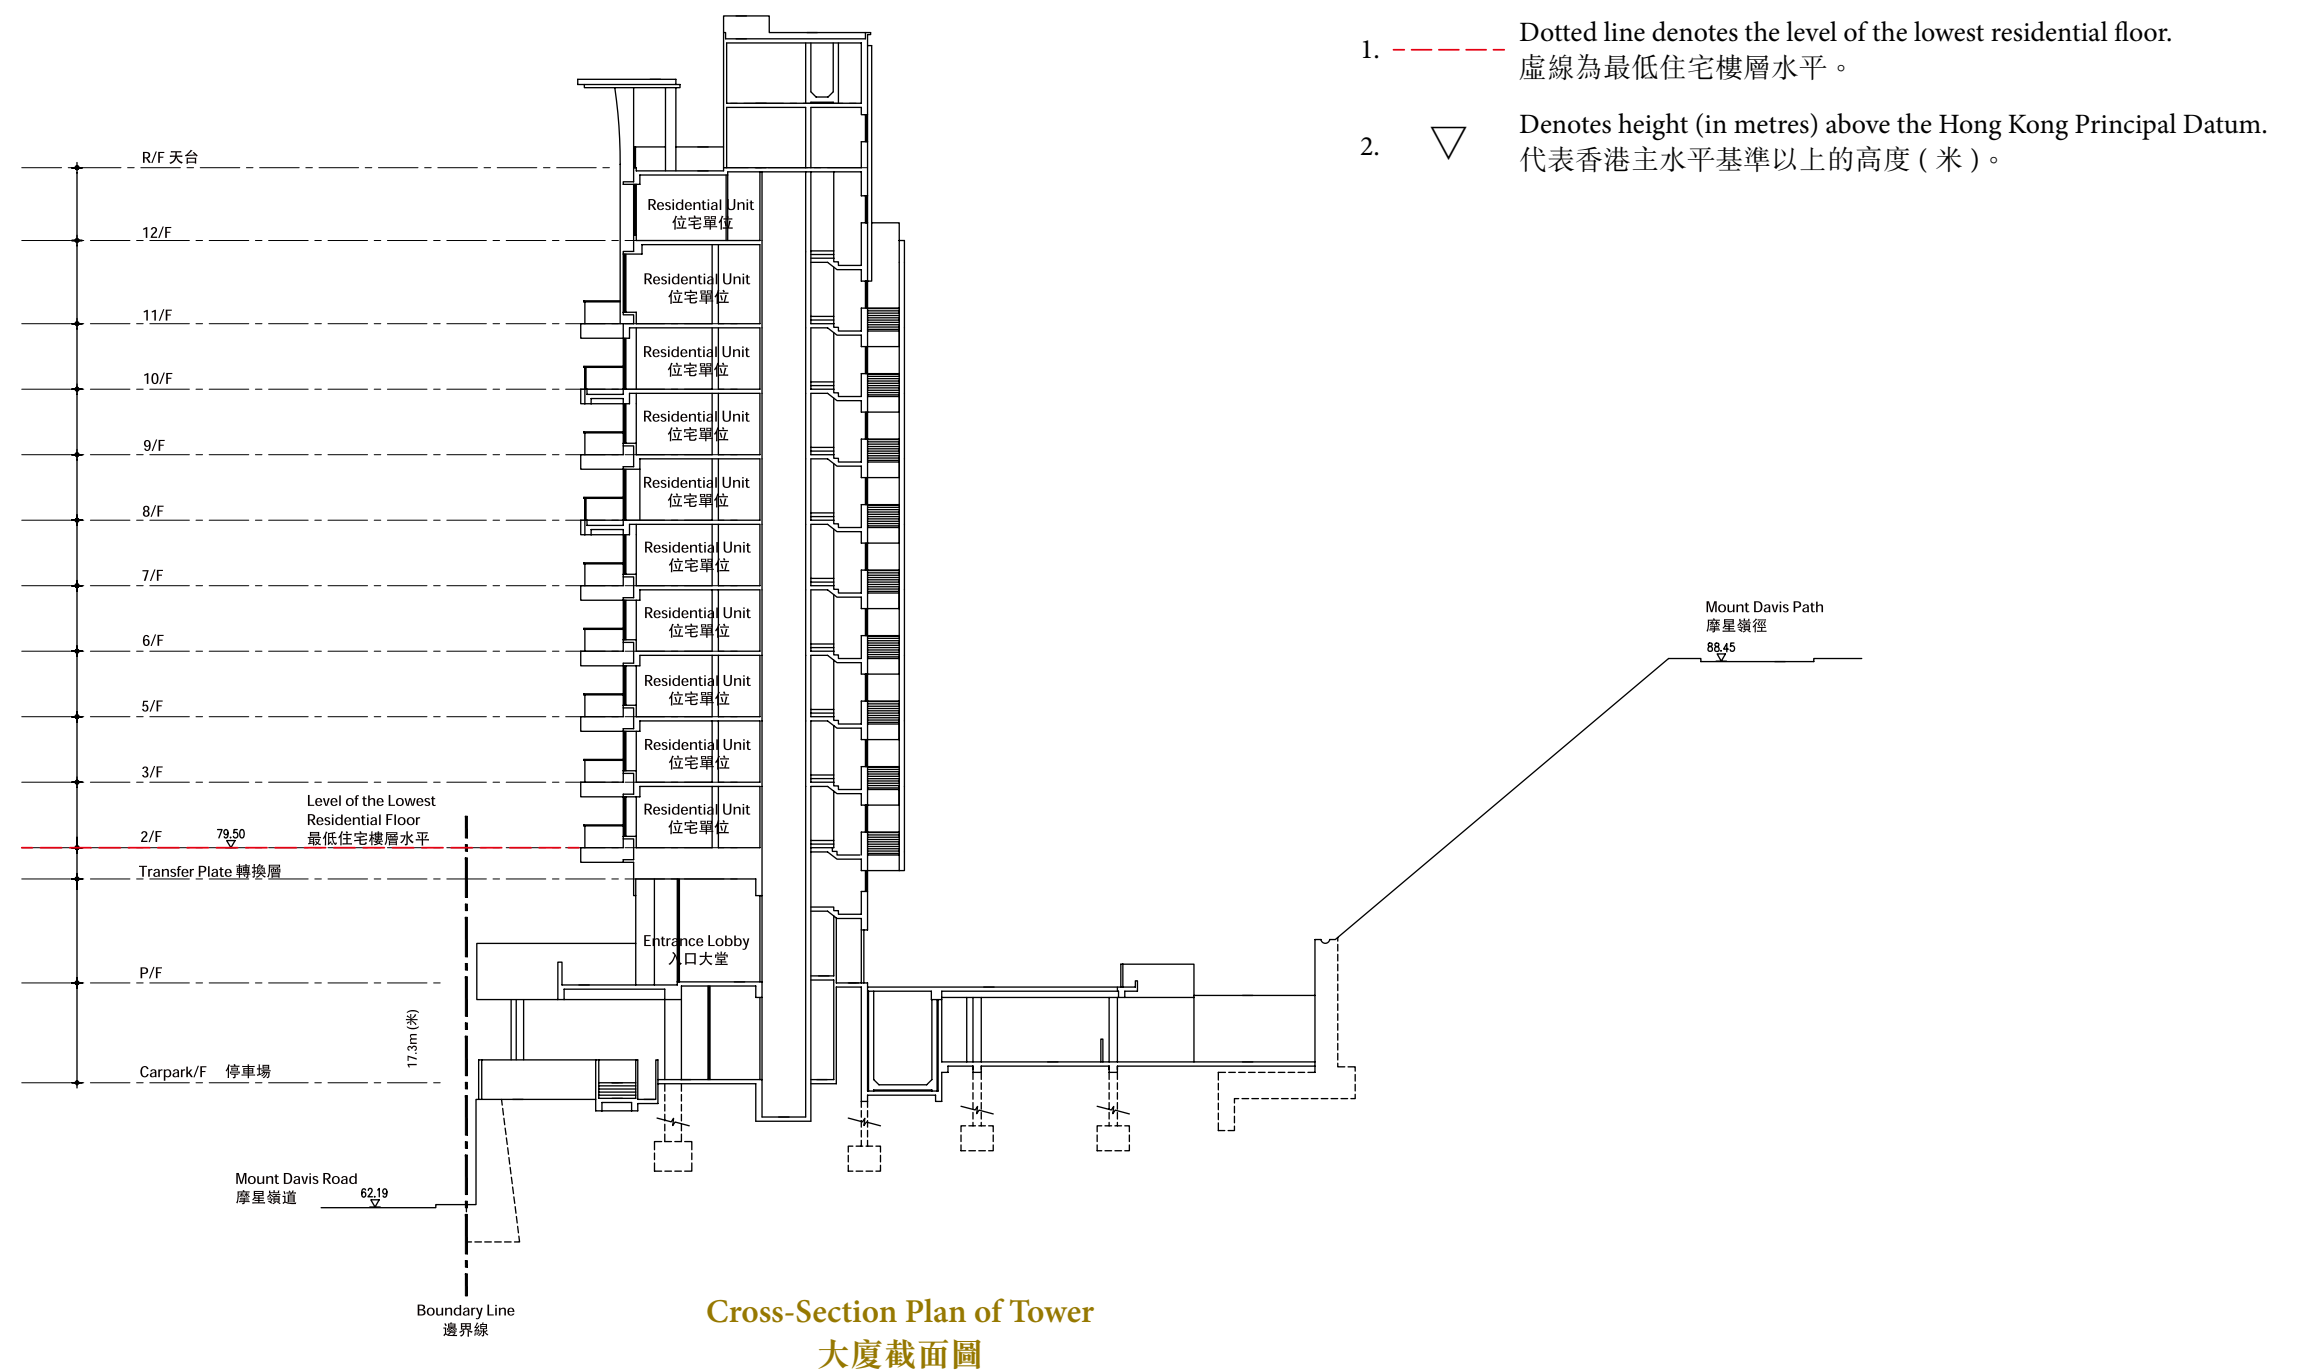 1.
Dotted line denotes the level of the lowest residential floor.
虛線為最低住宅樓層水平。
2.
Denotes height (in metres) above the Hong Kong Principal Datum.
代表香港主水平基準以上的高度 ( 米 )。
R/F 天台
Residential Unit
位宅單位
12/F
Residential Unit
位宅單位
11/F
Residential Unit
位宅單位
10/F
Residential Unit
位宅單位
9/F
Residential Unit
位宅單位
8/F
Residential Unit
位宅單位
7/F
Residential Unit
位宅單位
6/F
Residential Unit
位宅單位
5/F
Residential Unit
位宅單位
3/F
Residential Unit
位宅單位
Level of the Lowest
Residential Floor
最低住宅樓層水平
2/F
79.50
Transfer Plate 轉換層
Entrance Lobby
入口大堂
P/F
17.3m (米)
Carpark/F 停車場
Mount Davis Path
摩星嶺徑
88.45
Mount Davis Road
摩星嶺道
62.19
Boundary Line
邊界線
Cross-Section Plan of Tower
大廈截面圖